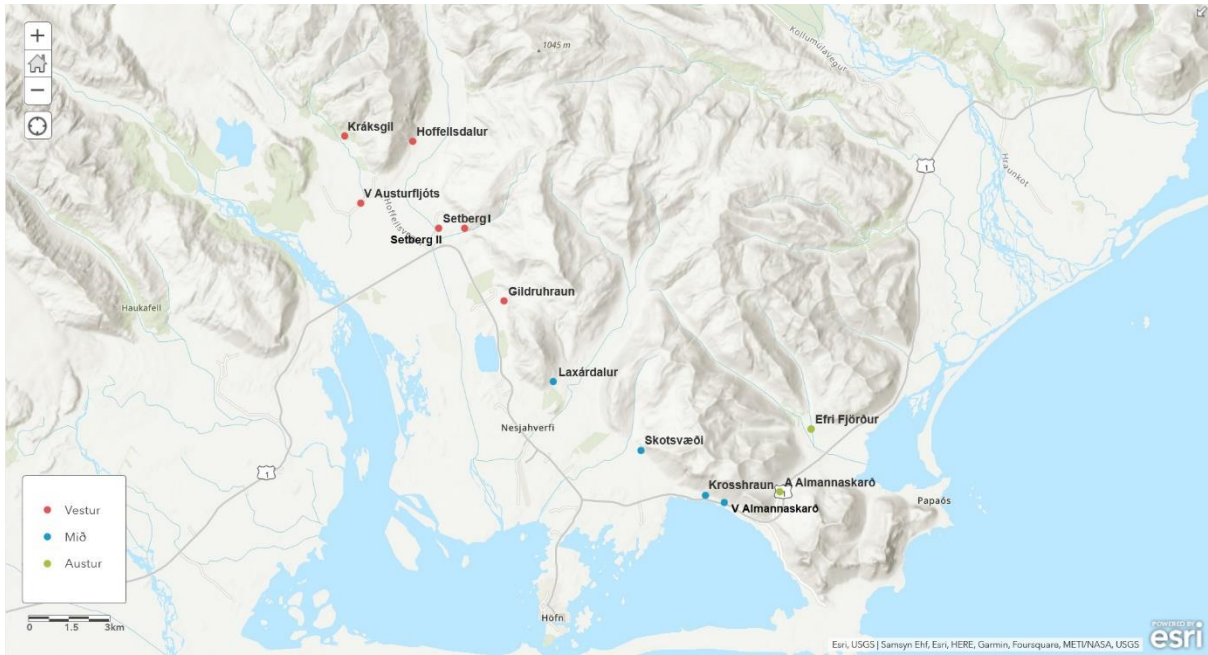 +
−
1045 m
Kollumúlavegur
Kráksgil
Hoffellsdalur
1
V Austurfljóts
Hoffellsv
Setberg I
Setberg II
Gildruhraun
Haukafell
Laxárdalur
Nesjahverfi
Efri Fjörður
Skotsvæði
1
Krosshraun
A Almannaskarð
V Almannaskarð
Papaós
Vestur
Mið
Austur
0 1.5 3km
Höfn
Esri, USGS | Samsyn Ehf, Esri, HERE, Garmin, Foursquare, METI/NASA, USGS
POWERED BY
esri